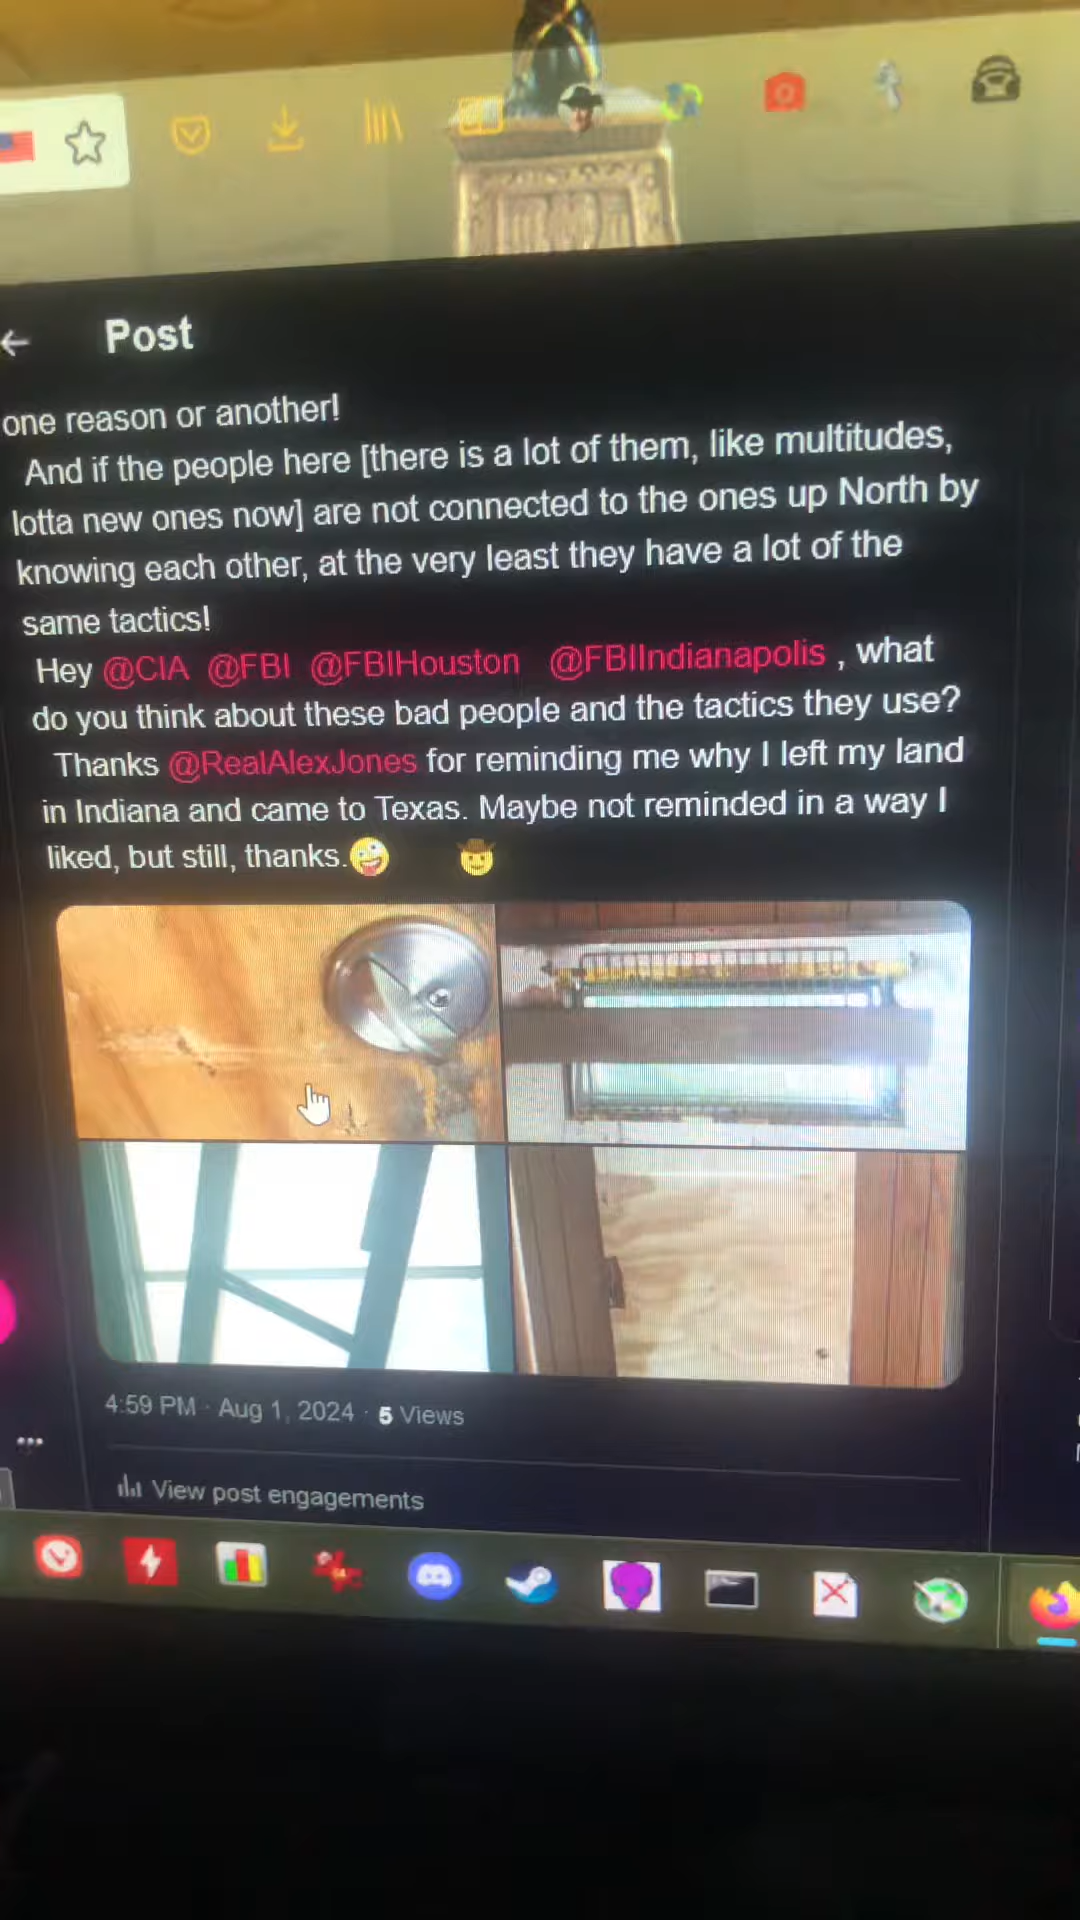 Post
one reason or another!
And if the people here [there is a lot of them, like multitudes,
lotta new ones now] are not connected to the ones up North by
knowing each other, at the very least they have a lot of the
same tactics!
Hey @CIA @FBI @FBIHouston @FBIIndianapolis , what
do you think about these bad people and the tactics they use?
Thanks @RealAlexJones for reminding me why I left my land
in Indiana and came to Texas. Maybe not reminded in a way I
liked, but still, thanks.🤪 🤠
4:59 PM · Aug 1, 2024 · 5 Views
View post engagements